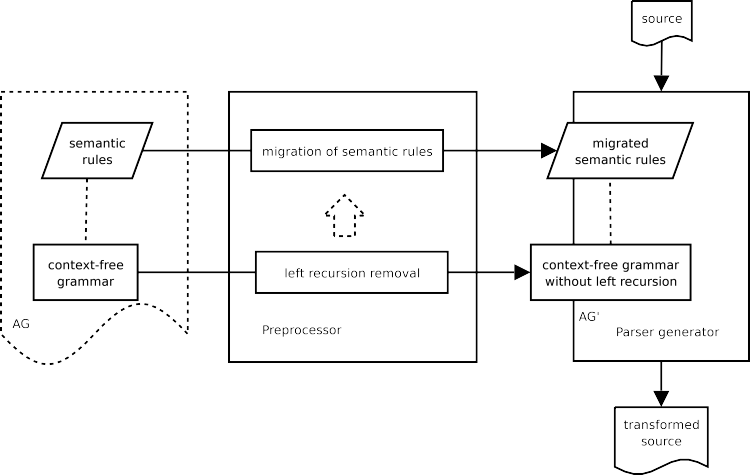 source
semantic
rules
migration of semantic rules
migrated
semantic rules
context-free
grammar
left recursion removal
context-free grammar
without left recursion
AG
Preprocessor
AG'
Parser generator
transformed
source